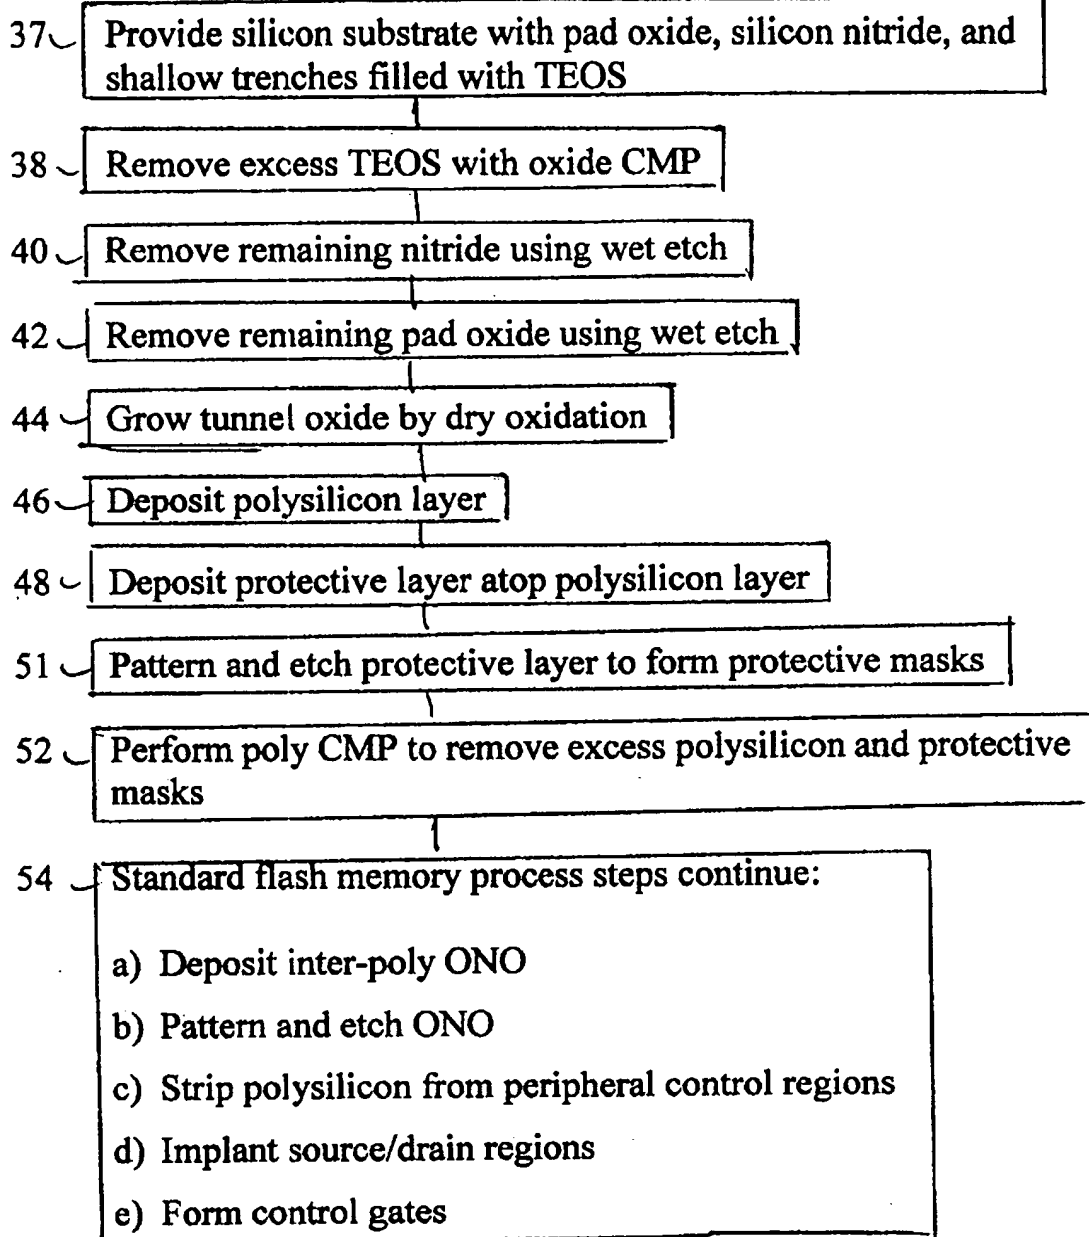 37 Provide silicon substrate with pad oxide, silicon nitride, and
shallow trenches filled with TEOS
38 Remove excess TEOS with oxide CMP
40 Remove remaining nitride using wet etch
42 Remove remaining pad oxide using wet etch
44 Grow tunnel oxide by dry oxidation
46 Deposit polysilicon layer
48 Deposit protective layer atop polysilicon layer
51 Pattern and etch protective layer to form protective masks
52 Perform poly CMP to remove excess polysilicon and protective
masks
54 Standard flash memory process steps continue:
a) Deposit inter-poly ONO
b) Pattern and etch ONO
c) Strip polysilicon from peripheral control regions
d) Implant source/drain regions
e) Form control gates